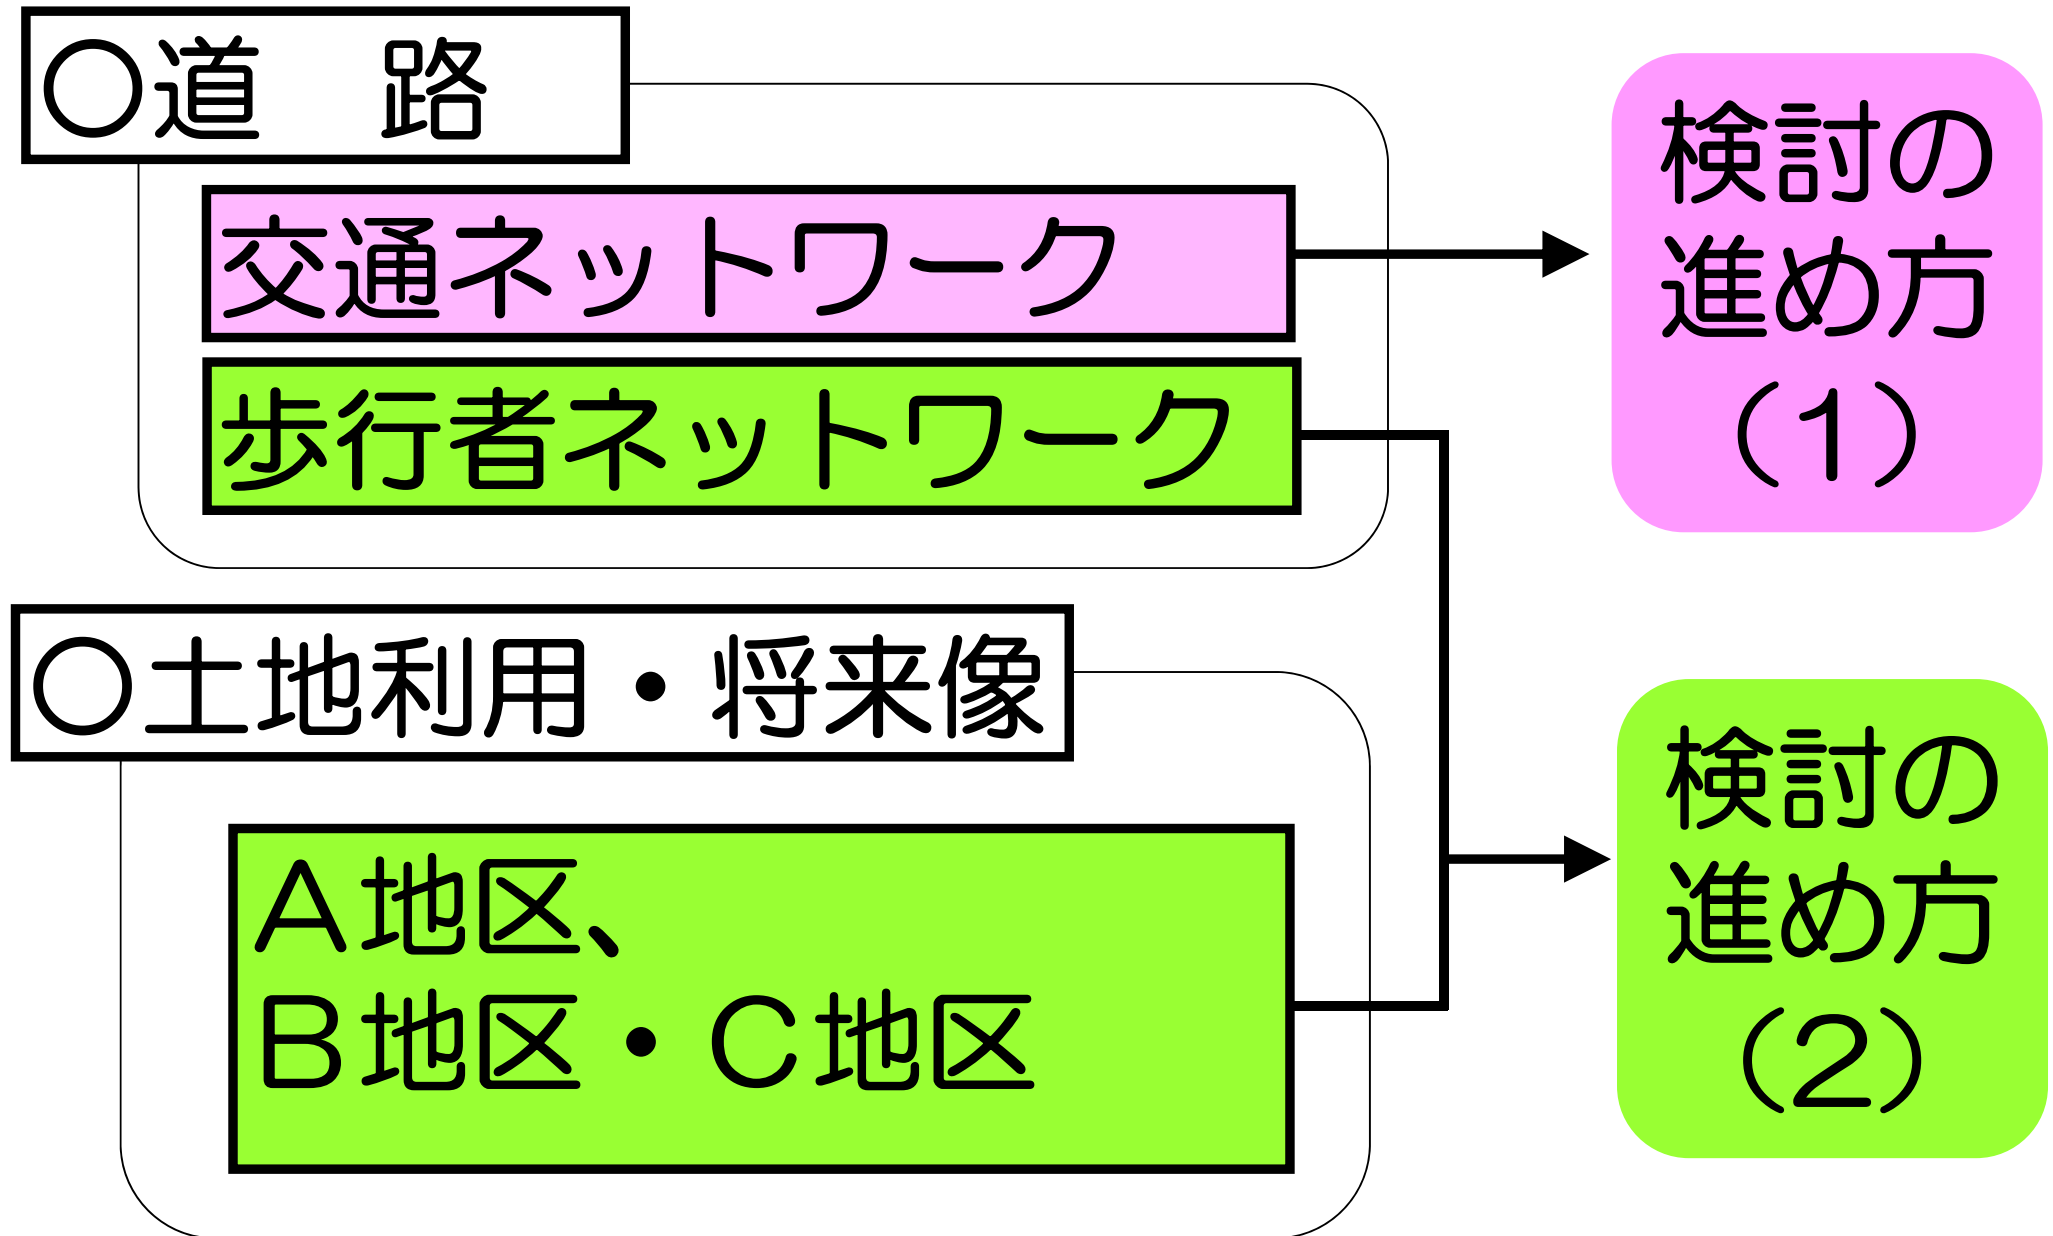 ○道　路
交通ネットワーク
歩行者ネットワーク
検討の
進め方
（1）
○土地利用・将来像
A地区、
B地区・C地区
検討の
進め方
（2）